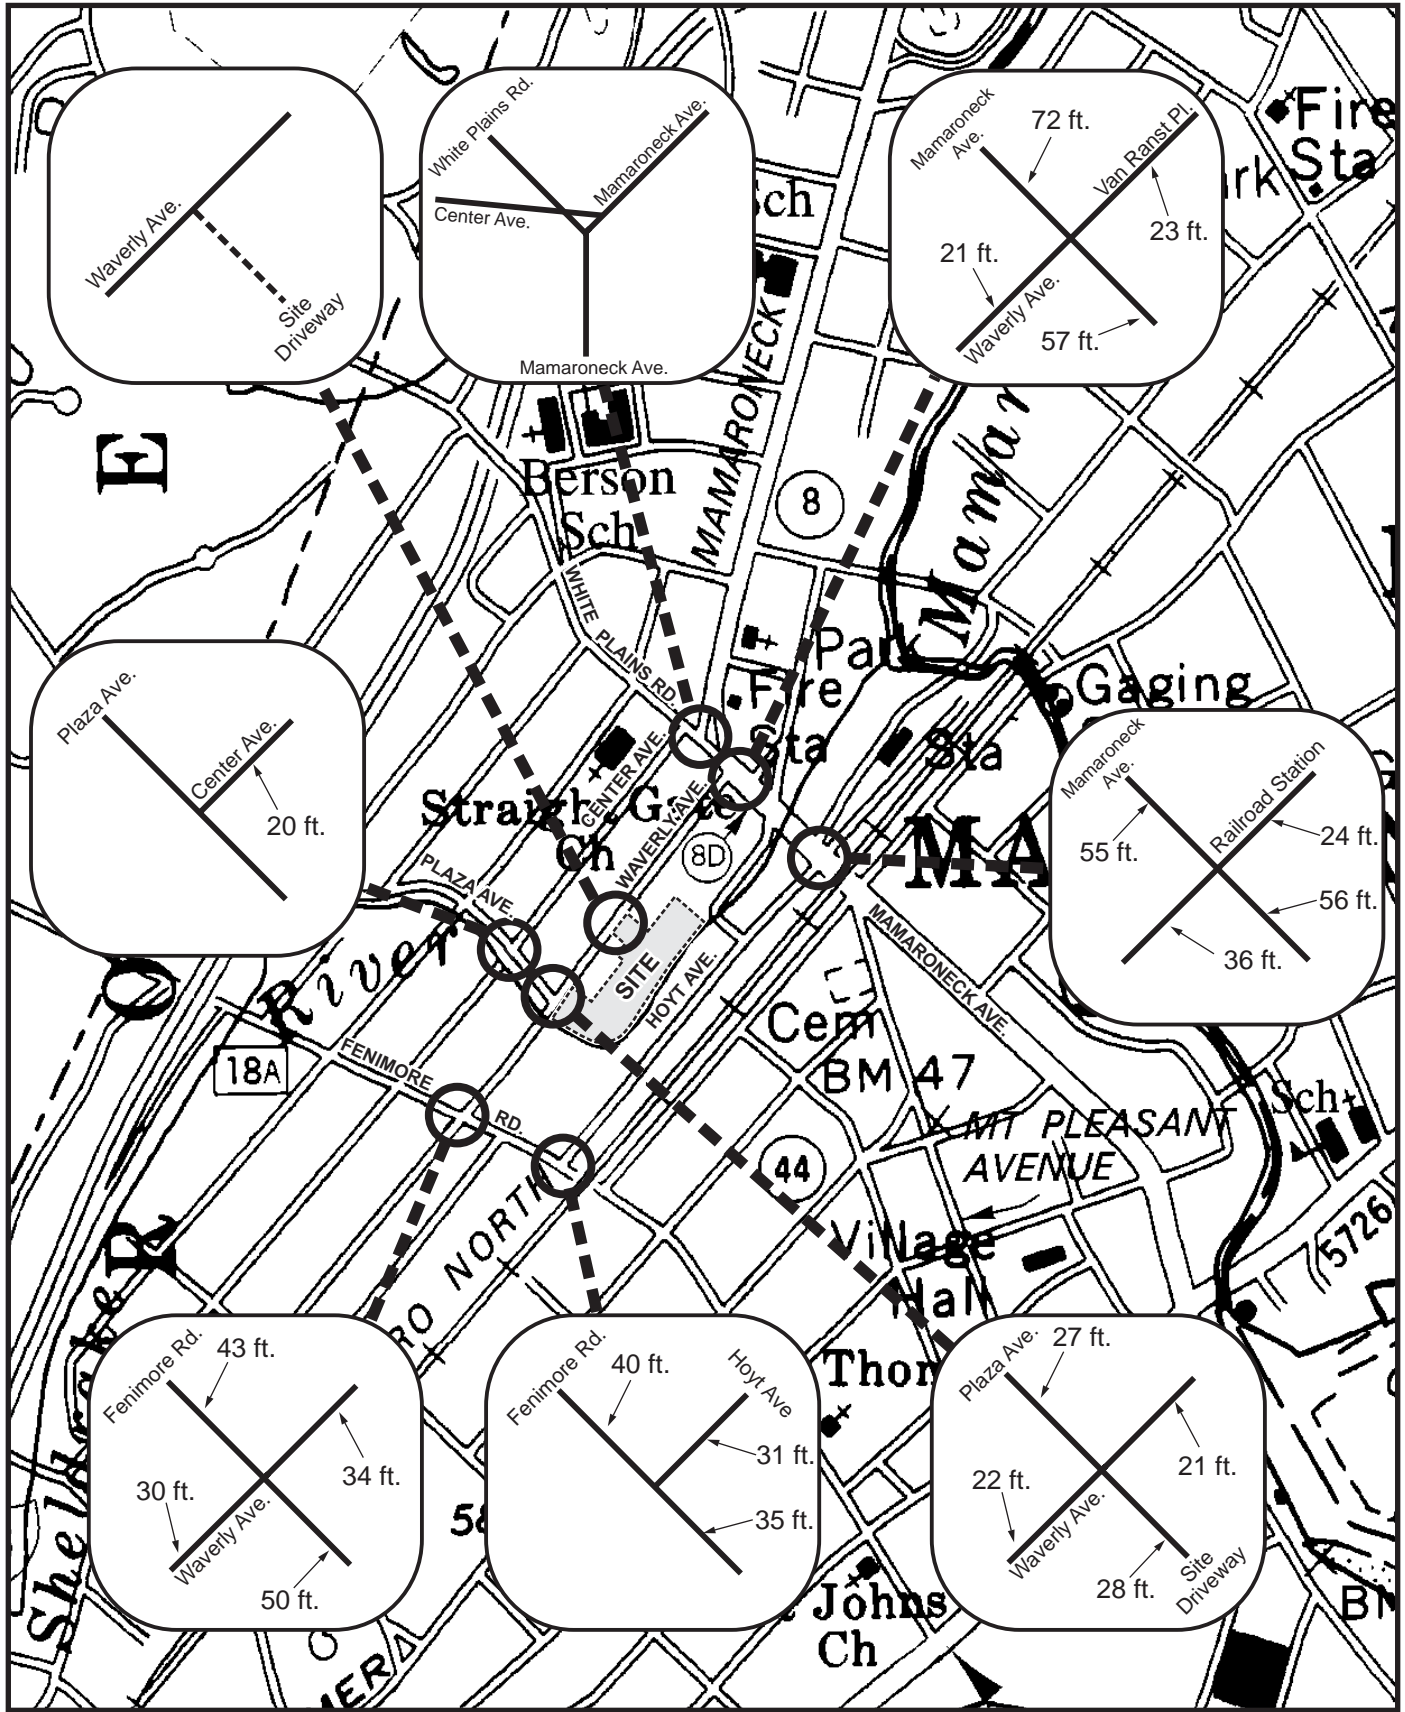 Fire
Sta
Park
Sch
White Plains Rd.
Mamaroneck Ave.
Center Ave.
Mamaroneck Ave.
Waverly Ave.
Site
Driveway
Mamaroneck
Ave.
72 ft.
Van Ranst Pl.
23 ft.
21 ft.
Waverly Ave.
57 ft.
MAMARONECK
E
Berson
Sch
8
WHITE PLAINS RD.
Park
Fire
Sta
Gaging
Sta
Plaza Ave.
Center Ave.
20 ft.
Straight Gate
Ch
CENTER AVE.
WAVERLY AVE.
8D
MA
Mamaroneck
Ave.
Railroad Station
55 ft.
24 ft.
56 ft.
36 ft.
PLAZA AVE.
River
O
SITE
HOYT AVE.
MAMARONECK AVE.
Cem
BM 47
18A
FENIMORE RD.
MT PLEASANT
AVENUE
Sch
44
NORTH
Village
Hall
5726
R
Sheldrake
Fenimore Rd.
43 ft.
34 ft.
30 ft.
Waverly Ave.
50 ft.
Fenimore Rd.
40 ft.
Hoyt Ave
31 ft.
35 ft.
Thom
Plaza Ave.
27 ft.
21 ft.
22 ft.
Waverly Ave.
28 ft.
Site
Driveway
Johns
Ch